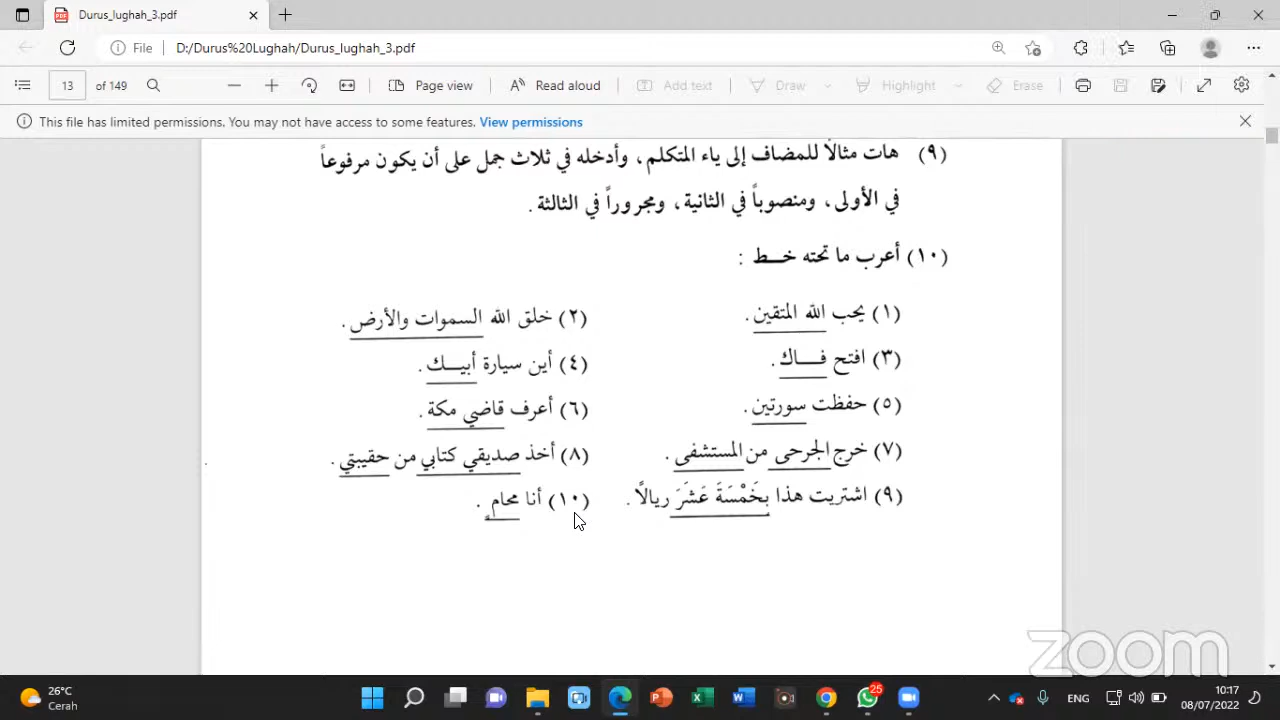 Durus_lughah_3.pdf
File D:/Durus%20Lughah/Durus_lughah_3.pdf
13 of 149 Page view Read aloud Add text Draw Highlight Erase
This file has limited permissions. You may not have access to some features. View permissions
(٩) هات مثالاً للمضاف إلى ياء المتكلم، وأدخله في ثلاث جمل على أن يكون مرفوعاً
في الأولى، ومنصوباً في الثانية، ومجروراً في الثالثة.
(١٠) أعرب ما تحته خـــط :
(١) يحب الله المتقين. (٢) خلق الله السموات والأرض.
(٣) افتح فــــاك. (٤) أين سيارة أبيـــك.
(٥) حفظت سورتين. (٦) أعرف قاضي مكة.
(٧) خرج الجرحى من المستشفى. (٨) أخذ صديقي كتابي من حقيبتي.
(٩) اشتريت هذا بِخَمْسَةَ عَشَرَ ريالاً. (١٠) أنا محامٍ.
zoom
26°C
Cerah
25
ENG
10:17
08/07/2022